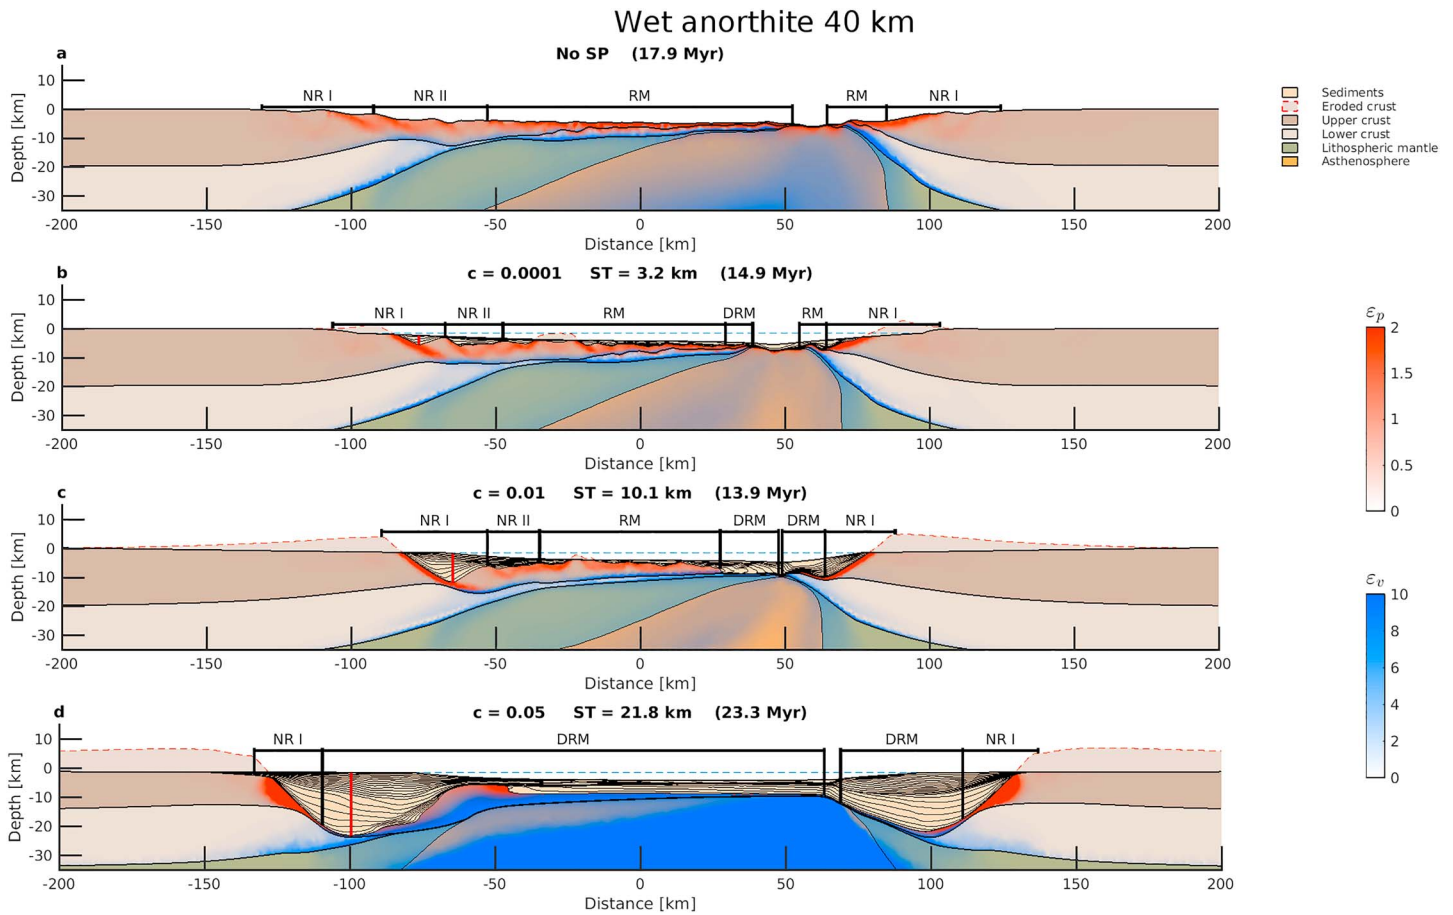 Wet anorthite 40 km
a
No SP (17.9 Myr)
NR I NR II RM RM NR I
Depth [km]
10
0
-10
-20
-30
-200 -150 -100 -50 0 50 100 150 200
Distance [km]
Sediments
Eroded crust
Upper crust
Lower crust
Lithospheric mantle
Asthenosphere
b
c = 0.0001 ST = 3.2 km (14.9 Myr)
NR I NR II RM DRM RM NR I
Depth [km]
10
0
-10
-20
-30
-200 -150 -100 -50 0 50 100 150 200
Distance [km]
εp
2
1.5
1
0.5
0
c
c = 0.01 ST = 10.1 km (13.9 Myr)
NR I NR II RM DRM DRM NR I
Depth [km]
10
0
-10
-20
-30
-200 -150 -100 -50 0 50 100 150 200
Distance [km]
εv
10
8
6
4
2
0
d
c = 0.05 ST = 21.8 km (23.3 Myr)
NR I DRM DRM NR I
Depth [km]
10
0
-10
-20
-30
-200 -150 -100 -50 0 50 100 150 200
Distance [km]